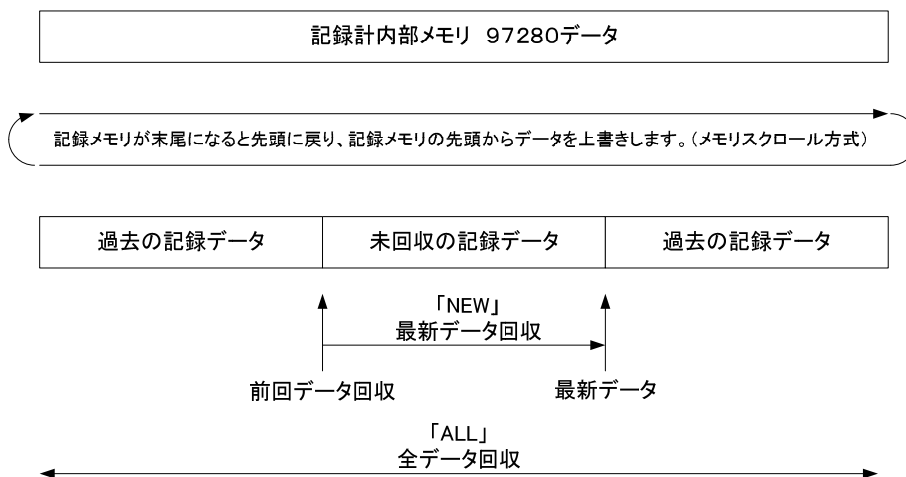 記録計内部メモリ 97280データ
記録メモリが末尾になると先頭に戻り、記録メモリの先頭からデータを上書きします。(メモリスクロール方式)
過去の記録データ 未回収の記録データ 過去の記録データ
「NEW」
最新データ回収
前回データ回収 最新データ
「ALL」
全データ回収